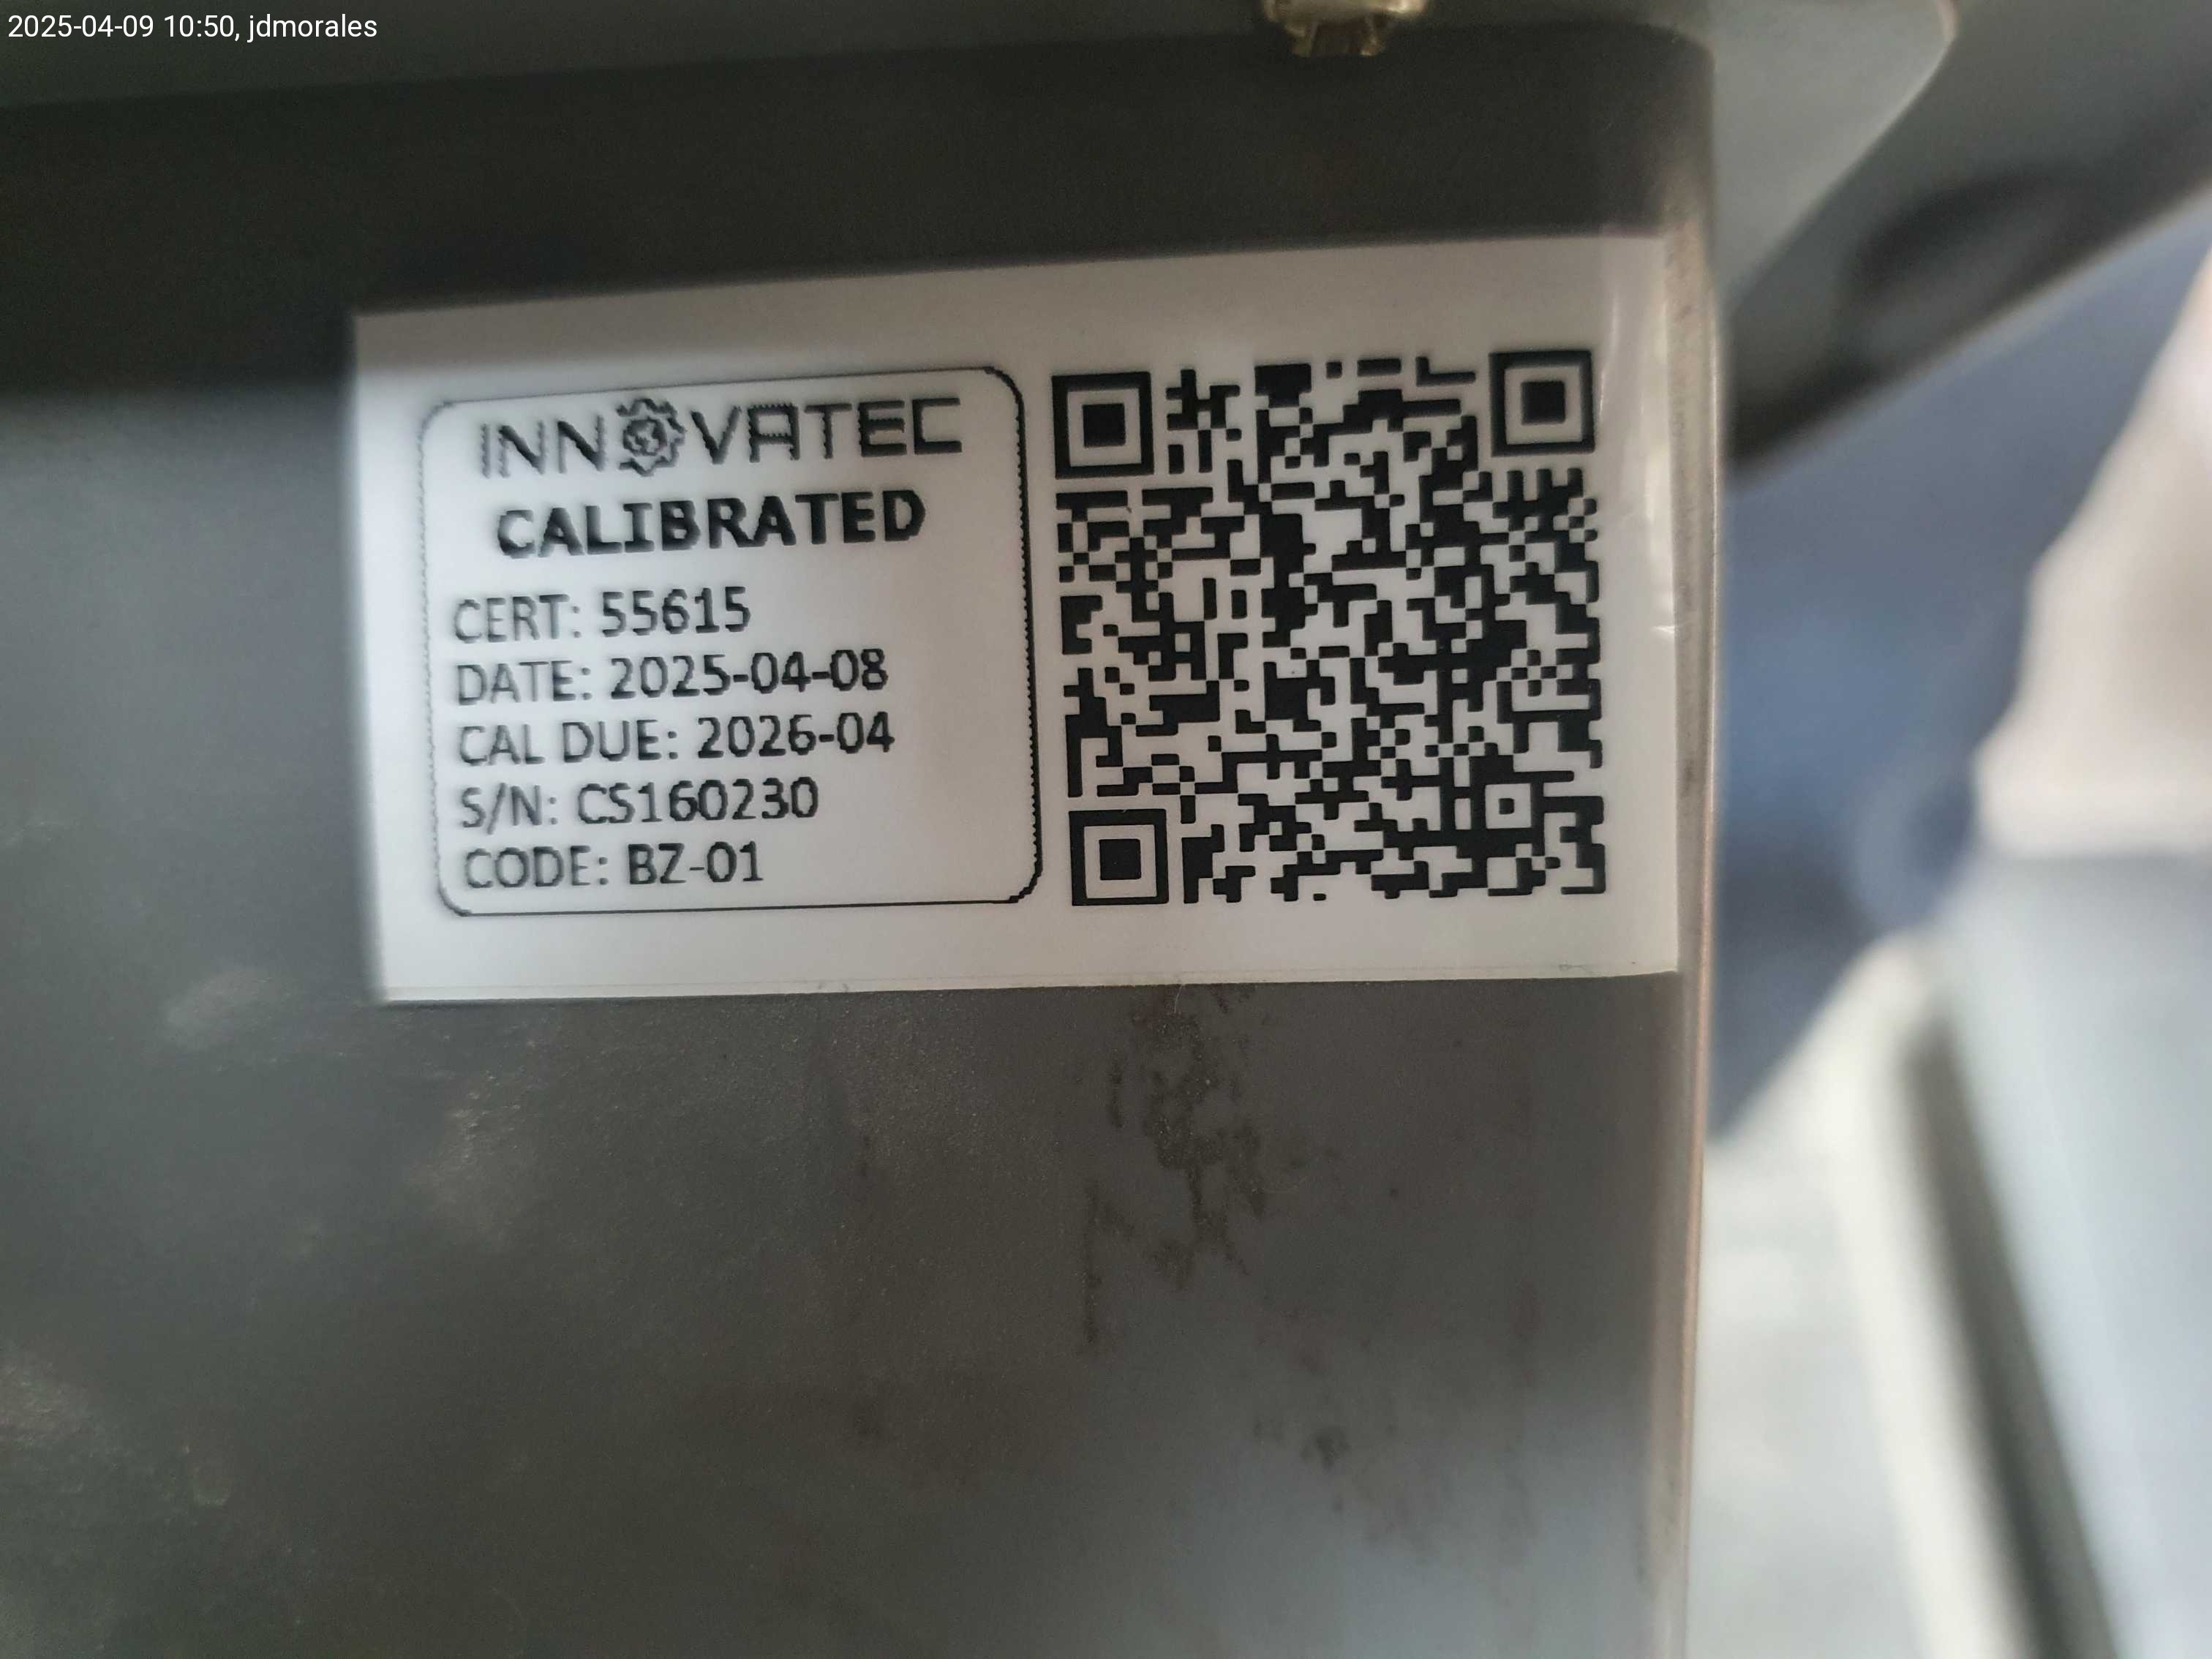 2025-04-09 10:50, jdmorales
INNOVATEC
CALIBRATED
CERT: 55615
DATE: 2025-04-08
CAL DUE: 2026-04
S/N: CS160230
CODE: BZ-01